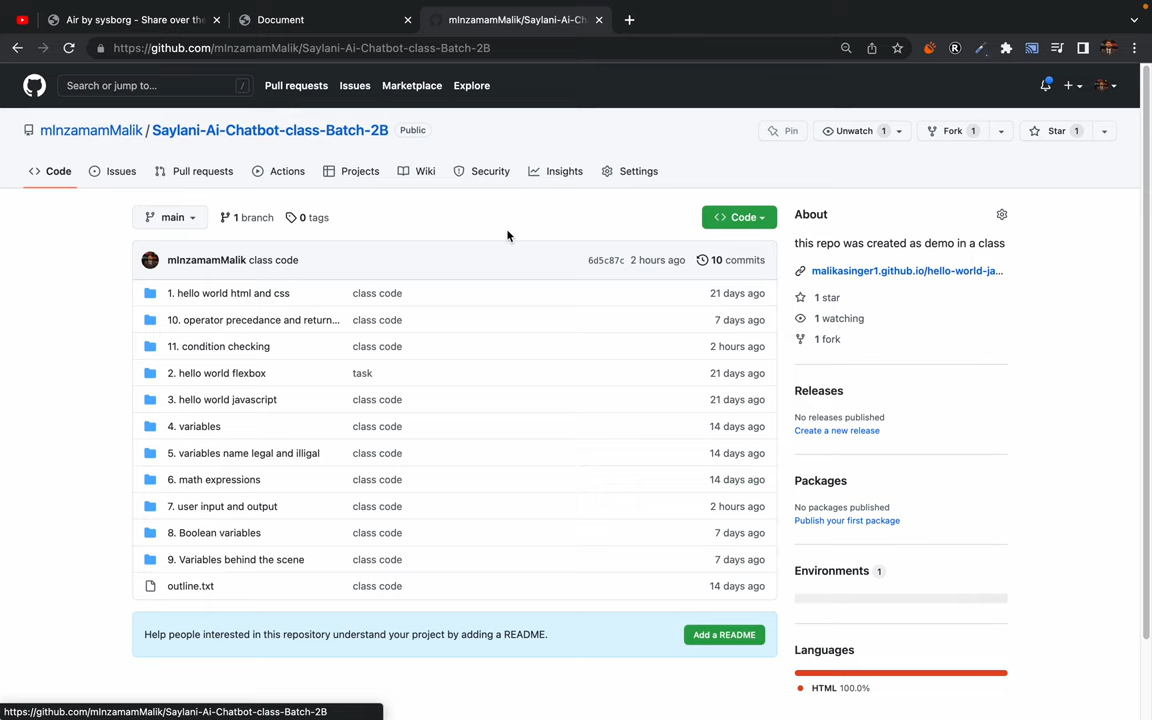 Air by sysborg - Share over the
Document
mInzamamMalik/Saylani-Ai-Ch
https://github.com/mInzamamMalik/Saylani-Ai-Chatbot-class-Batch-2B
Search or jump to...
/
Pull requests
Issues
Marketplace
Explore
mInzamamMalik / Saylani-Ai-Chatbot-class-Batch-2B
Public
Pin
Unwatch 1
Fork 1
Star 1
Code
Issues
Pull requests
Actions
Projects
Wiki
Security
Insights
Settings
main
1 branch
0 tags
Code
About
this repo was created as demo in a class
malikasinger1.github.io/hello-world-ja...
1 star
1 watching
1 fork
mInzamamMalik class code 6d5c87c 2 hours ago 10 commits
1. hello world html and css class code 21 days ago
10. operator precedance and return... class code 7 days ago
11. condition checking class code 2 hours ago
2. hello world flexbox task 21 days ago
3. hello world javascript class code 21 days ago
4. variables class code 14 days ago
5. variables name legal and illigal class code 14 days ago
6. math expressions class code 14 days ago
7. user input and output class code 2 hours ago
8. Boolean variables class code 7 days ago
9. Variables behind the scene class code 7 days ago
outline.txt class code 14 days ago
Help people interested in this repository understand your project by adding a README.
Add a README
Releases
No releases published
Create a new release
Packages
No packages published
Publish your first package
Environments 1
Languages
HTML 100.0%
https://github.com/mInzamamMalik/Saylani-Ai-Chatbot-class-Batch-2B